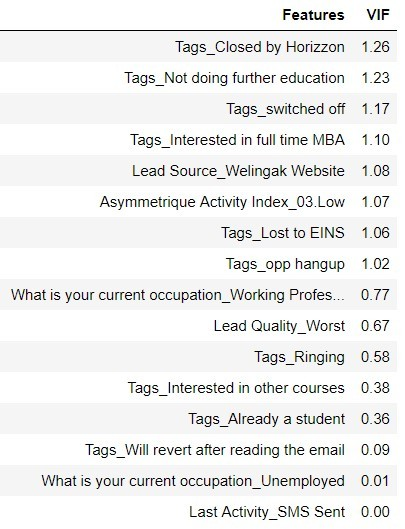 Features VIF
Tags_Closed by Horizzon 1.26
Tags_Not doing further education 1.23
Tags_switched off 1.17
Tags_Interested in full time MBA 1.10
Lead Source_Welingak Website 1.08
Asymmetrique Activity Index_03.Low 1.07
Tags_Lost to EINS 1.06
Tags_opp hangup 1.02
What is your current occupation_Working Profes... 0.77
Lead Quality_Worst 0.67
Tags_Ringing 0.58
Tags_Interested in other courses 0.38
Tags_Already a student 0.36
Tags_Will revert after reading the email 0.09
What is your current occupation_Unemployed 0.01
Last Activity_SMS Sent 0.00